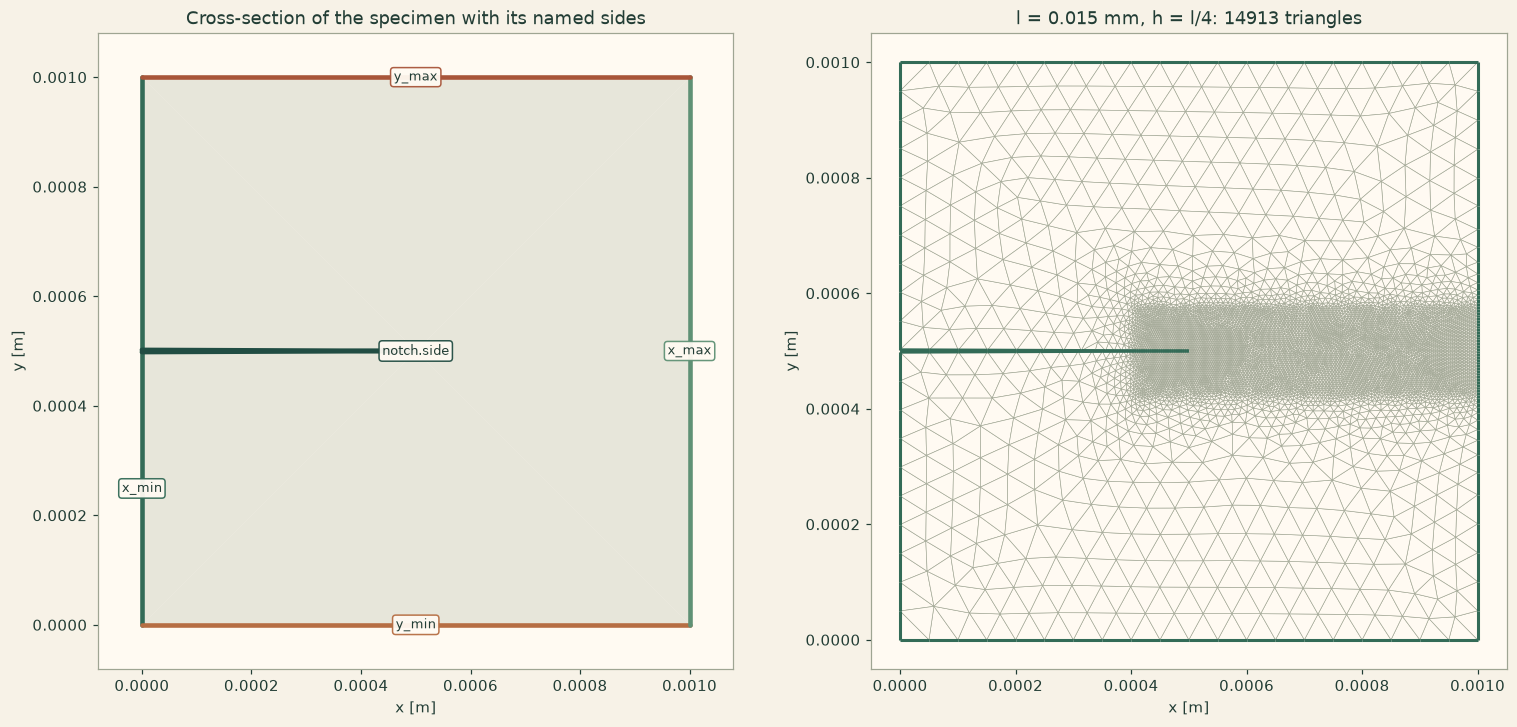 Cross-section of the specimen with its named sides
y_max
0.0010
0.0008
0.0006
0.0004
0.0002
0.0000
y [m]
notch.side
x_max
x_min
y_min
0.0000
0.0002
0.0004
0.0006
0.0008
0.0010
x [m]
l = 0.015 mm, h = l/4: 14913 triangles
0.0010
0.0008
0.0006
0.0004
0.0002
0.0000
y [m]
0.0000
0.0002
0.0004
0.0006
0.0008
0.0010
x [m]